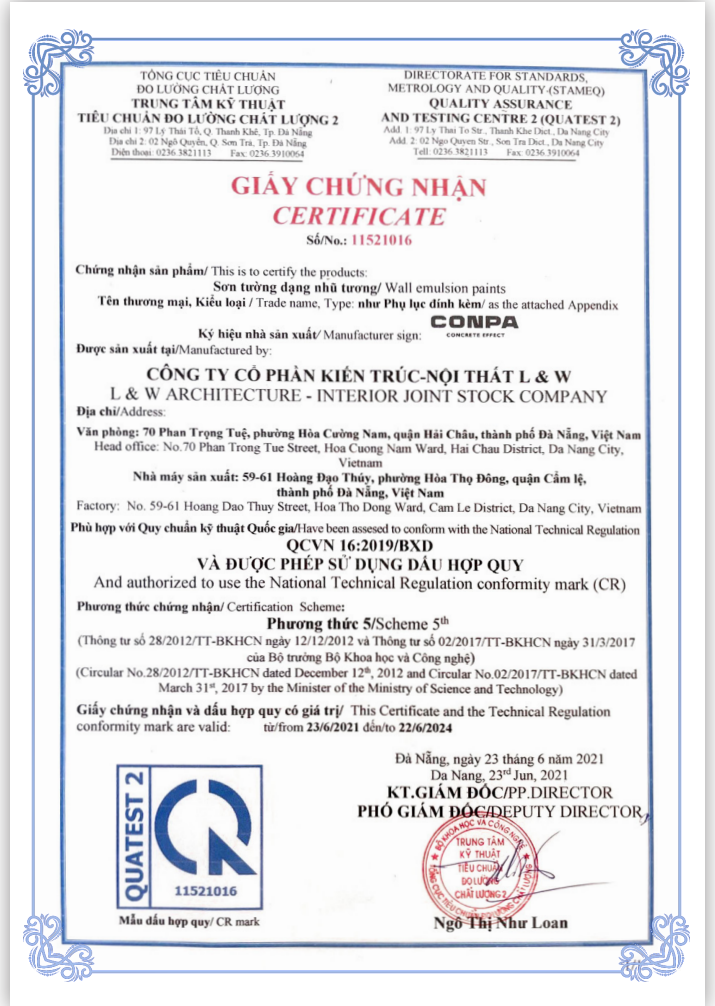 TỔNG CỤC TIÊU CHUẨN
ĐO LƯỜNG CHẤT LƯỢNG
TRUNG TÂM KỸ THUẬT
TIÊU CHUẨN ĐO LƯỜNG CHẤT LƯỢNG 2
Địa chỉ 1: 97 Lý Thái Tổ, Q. Thanh Khê, Tp. Đà Nẵng
Địa chỉ 2: 02 Ngô Quyền, Q. Sơn Trà, Tp. Đà Nẵng
Điện thoại: 0236.3821113 Fax: 0236.3910064
DIRECTORATE FOR STANDARDS,
METROLOGY AND QUALITY (STAMEQ)
QUALITY ASSURANCE
AND TESTING CENTRE 2 (QUATEST 2)
Add. 1: 97 Ly Thai To Str., Thanh Khe Dict., Da Nang City
Add. 2: 02 Ngo Quyen Str., Son Tra Dict., Da Nang City
Tell: 0236.3821113 Fax: 0236.3910064
GIẤY CHỨNG NHẬN
CERTIFICATE
Số/No.: 11521016
Chứng nhận sản phẩm/ This is to certify the products:
Sơn tường dạng nhũ tương/ Wall emulsion paints
Tên thương mại, Kiểu loại / Trade name, Type: như Phụ lục đính kèm/ as the attached Appendix
Ký hiệu nhà sản xuất/ Manufacturer sign: CONPA
CONCRETE EFFECT
Được sản xuất tại/Manufactured by:
CÔNG TY CỔ PHẦN KIẾN TRÚC-NỘI THẤT L & W
L & W ARCHITECTURE - INTERIOR JOINT STOCK COMPANY
Địa chỉ/Address:
Văn phòng: 70 Phan Trọng Tuệ, phường Hòa Cường Nam, quận Hải Châu, thành phố Đà Nẵng, Việt Nam
Head office: No.70 Phan Trong Tue Street, Hoa Cuong Nam Ward, Hai Chau District, Da Nang City,
Vietnam
Nhà máy sản xuất: 59-61 Hoàng Đạo Thúy, phường Hòa Thọ Đông, quận Cẩm lệ,
thành phố Đà Nẵng, Việt Nam
Factory: No. 59-61 Hoang Dao Thuy Street, Hoa Tho Dong Ward, Cam Le District, Da Nang City, Vietnam
Phù hợp với Quy chuẩn kỹ thuật Quốc gia/Have been assesed to conform with the National Technical Regulation
QCVN 16:2019/BXD
VÀ ĐƯỢC PHÉP SỬ DỤNG DẤU HỢP QUY
And authorized to use the National Technical Regulation conformity mark (CR)
Phương thức chứng nhận/ Certification Scheme:
Phương thức 5/Scheme 5th
(Thông tư số 28/2012/TT-BKHCN ngày 12/12/2012 và Thông tư số 02/2017/TT-BKHCN ngày 31/3/2017
của Bộ trưởng Bộ Khoa học và Công nghệ)
(Circular No.28/2012/TT-BKHCN dated December 12th, 2012 and Circular No.02/2017/TT-BKHCN dated
March 31st, 2017 by the Minister of the Ministry of Science and Technology)
Giấy chứng nhận và dấu hợp quy có giá trị/ This Certificate and the Technical Regulation
conformity mark are valid: từ/from 23/6/2021 đến/to 22/6/2024
Đà Nẵng, ngày 23 tháng 6 năm 2021
Da Nang, 23rd Jun, 2021
KT.GIÁM ĐỐC/PP.DIRECTOR
PHÓ GIÁM ĐỐC/DEPUTY DIRECTOR
QUATEST 2
11521016
Mẫu dấu hợp quy/ CR mark
BỘ KHOA HỌC VÀ CÔNG NGHỆ
TRUNG TÂM
KỸ THUẬT
TIÊU CHUẨN
ĐO LƯỜNG
CHẤT LƯỢNG 2
Ngô Thị Như Loan